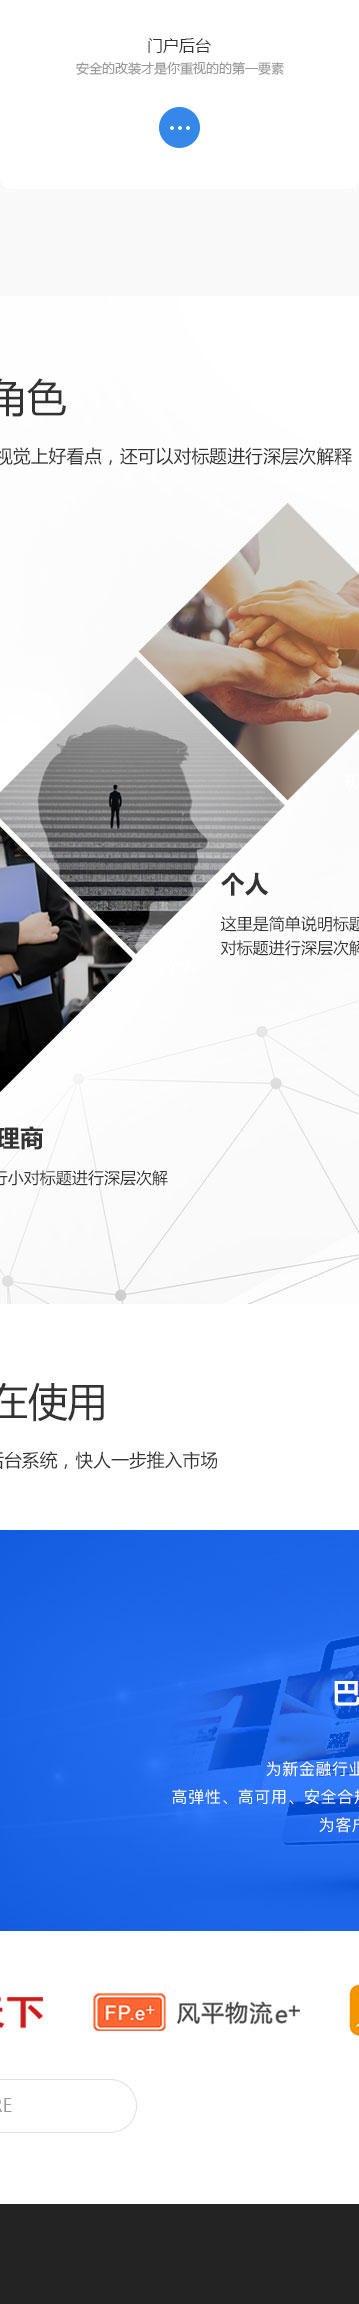 门户后台
安全的改装才是你重视的的第一要素
角色
视觉上好看点，还可以对标题进行深层次解释
个人
这里是简单说明标题
对标题进行深层次解
理商
行小对标题进行深层次解
在使用
后台系统，快人一步推入市场
巴
为新金融行业
高弹性、高可用、安全合规
为客户
天下
FP.e+ 风平物流e+
RE